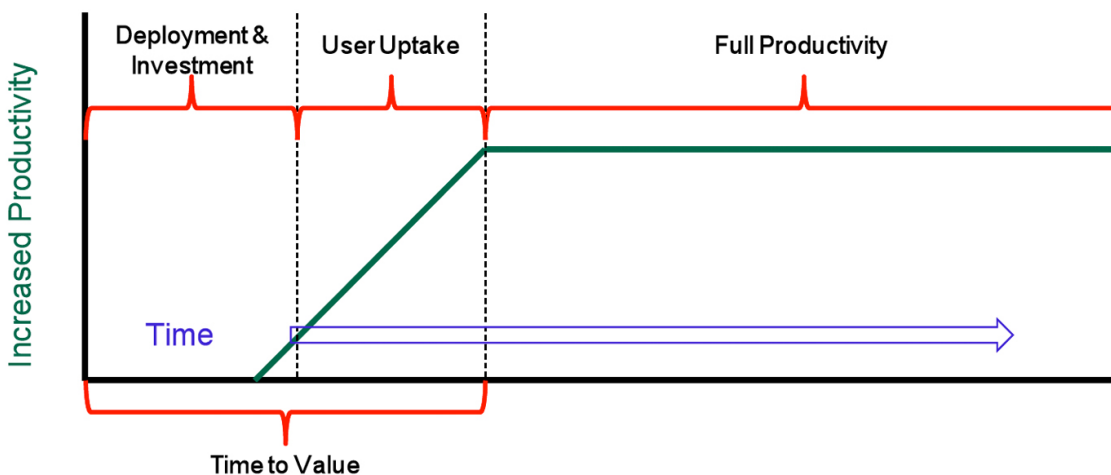 Deployment &
Investment
User Uptake
Full Productivity
Increased Productivity
Time
Time to Value